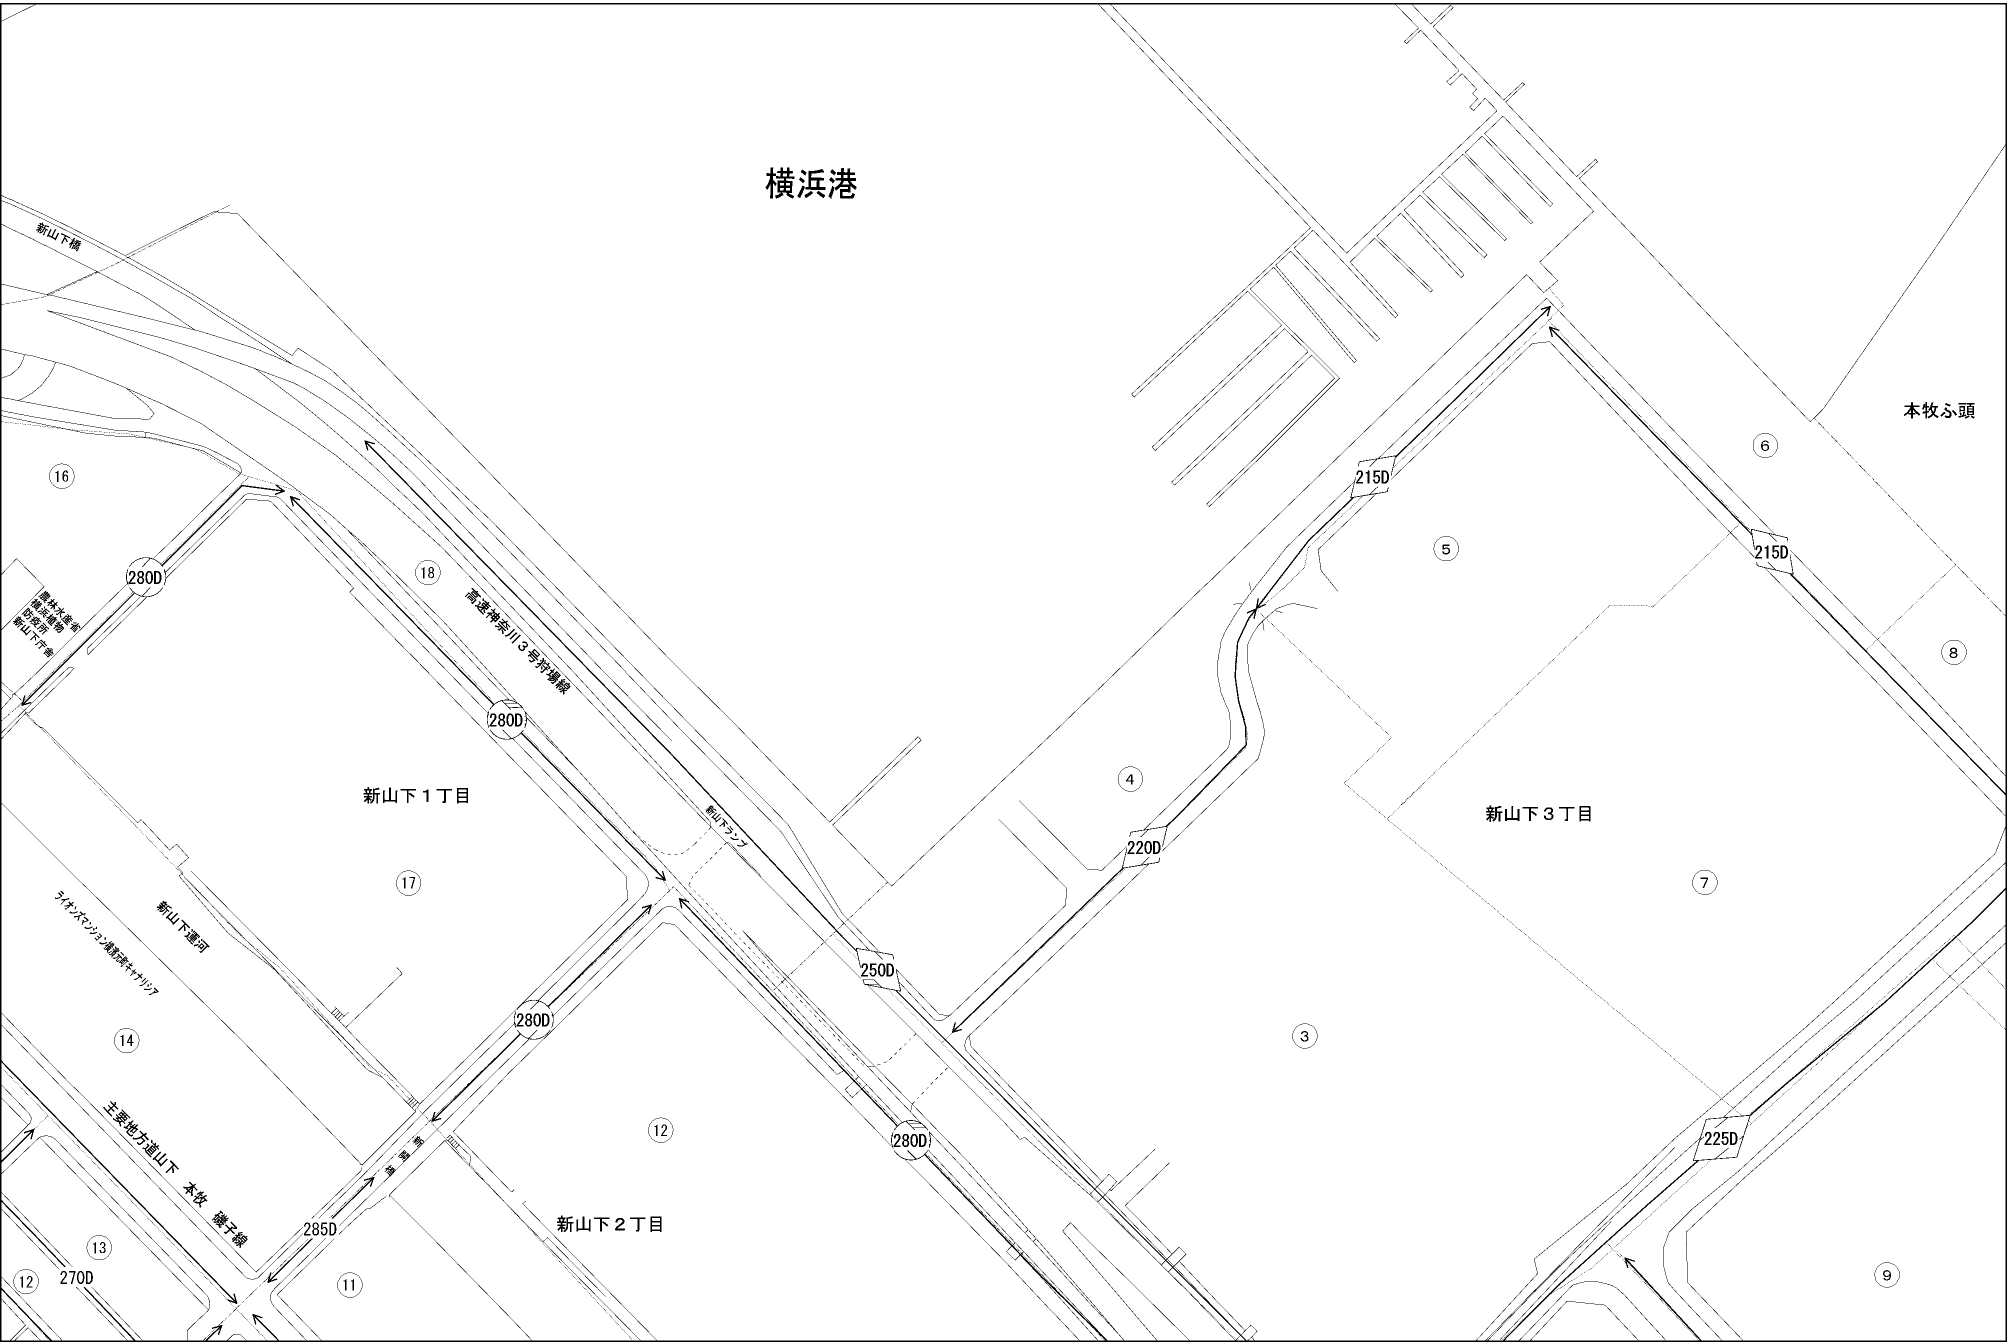 横浜港
新山下橋
本牧ふ頭
6
16
215D
5
215D
18
280D
高速神奈川3号狩場線
農林水産省
横浜植物
防疫所
新山下庁舎
8
280D
4
新山下1丁目
新山下ランプ
新山下3丁目
220D
17
7
ライオンズマンション横濱元町キャナリシア
新山下運河
250D
280D
3
14
主要地方道山下 本牧 磯子線
12
280D
225D
新開橋
285D
新山下2丁目
13
270D
12
11
9